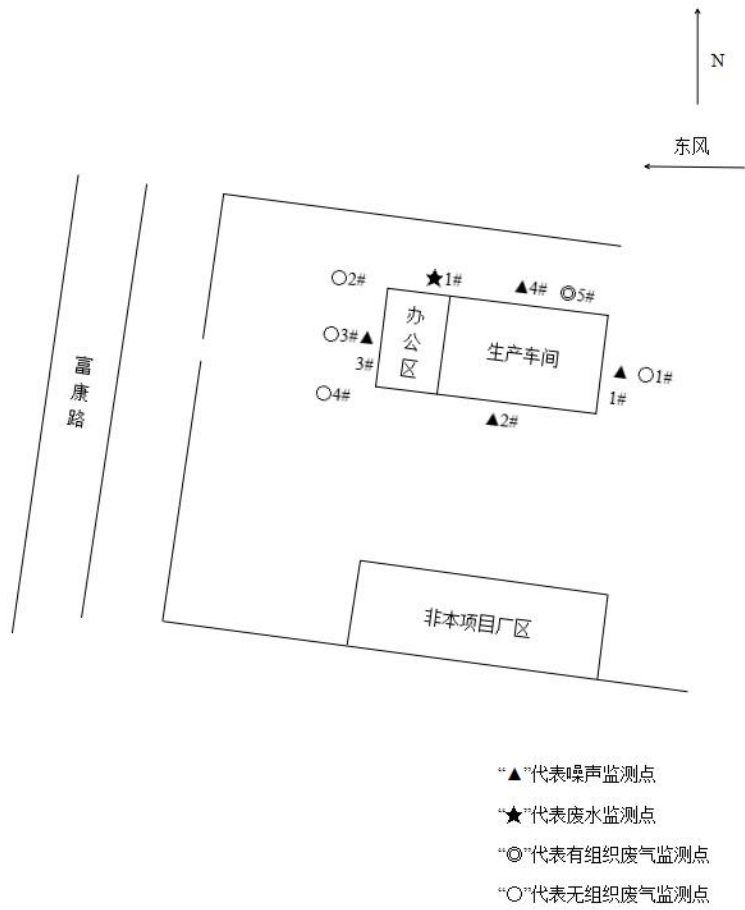 N
东风
○2#
★1#
▲4#
◎5#
办公区
生产车间
○3#▲
3#
▲○1#
1#
○4#
▲2#
富康路
非本项目厂区
“▲”代表噪声监测点
“★”代表废水监测点
“◎”代表有组织废气监测点
“○”代表无组织废气监测点